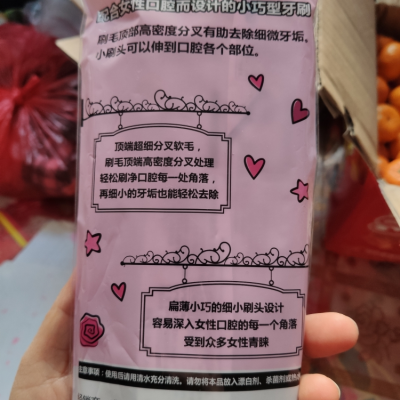 配合女性口腔而设计的小巧型牙刷
刷毛顶部高密度分叉有助去除细微牙垢。
小刷头可以伸到口腔各个部位。
顶端超细分叉软毛，
刷毛顶端高密度分叉处理
轻松刷净口腔每一处角落，
再细小的牙垢也能轻松去除
扁薄小巧的细小刷头设计
容易深入女性口腔的每一个角落
受到众多女性青睐
注意事项：使用后请用清水充分清洗。请勿将本品放入漂白剂、杀菌剂或热水